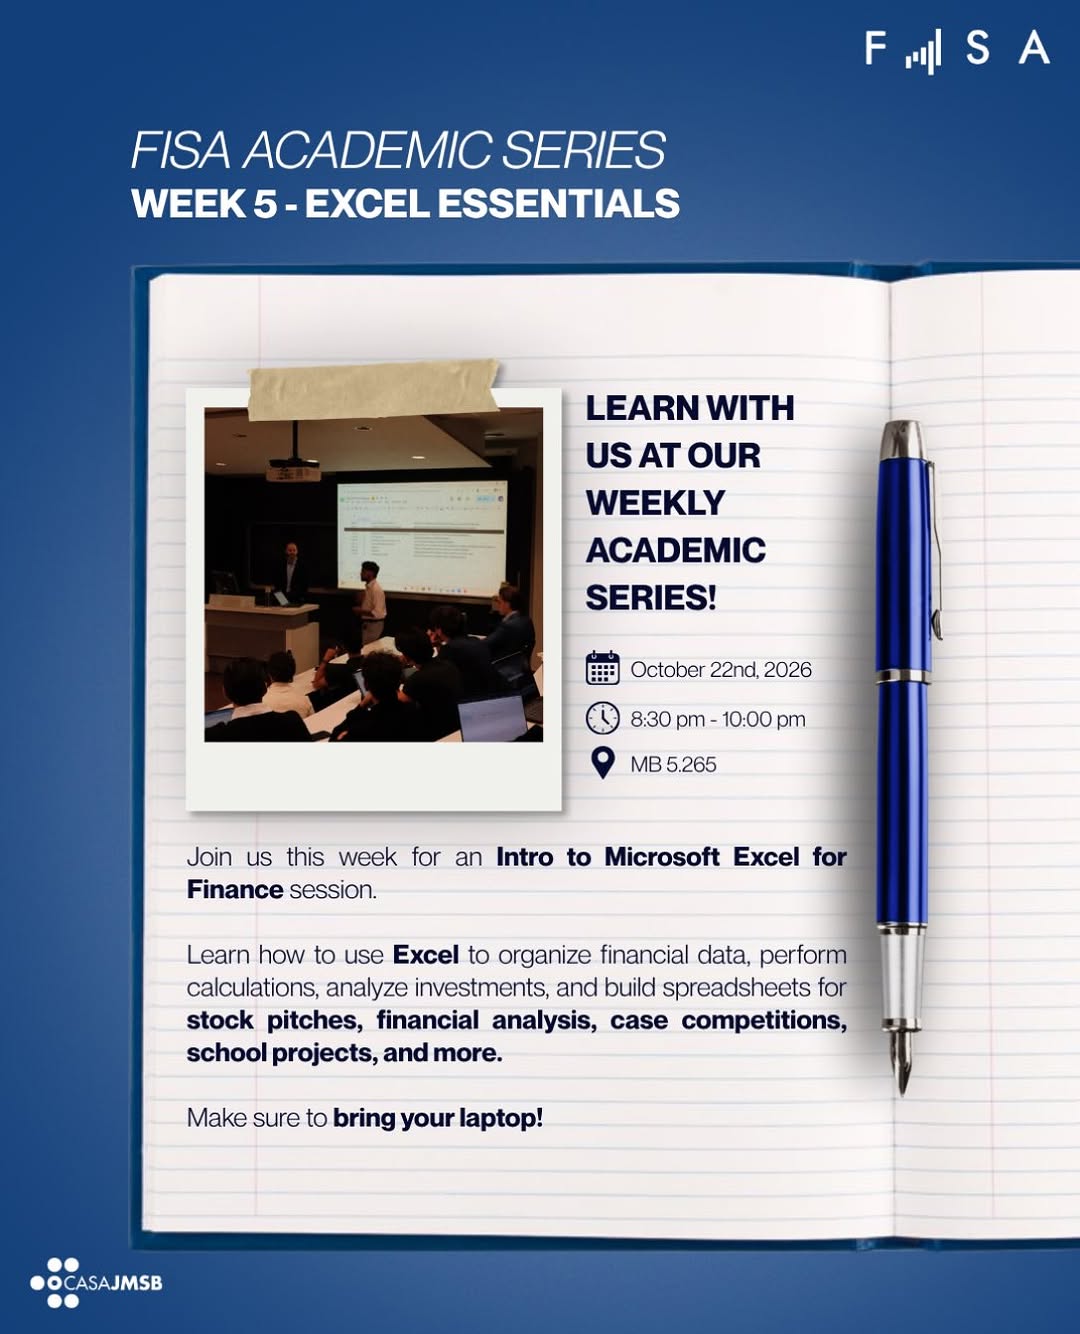 F I S A
FISA ACADEMIC SERIES
WEEK 5 - EXCEL ESSENTIALS
LEARN WITH
US AT OUR
WEEKLY
ACADEMIC
SERIES!
October 22nd, 2026
8:30 pm - 10:00 pm
MB 5.265
Join us this week for an Intro to Microsoft Excel for
Finance session.
Learn how to use Excel to organize financial data, perform
calculations, analyze investments, and build spreadsheets for
stock pitches, financial analysis, case competitions,
school projects, and more.
Make sure to bring your laptop!
CASAJMSB